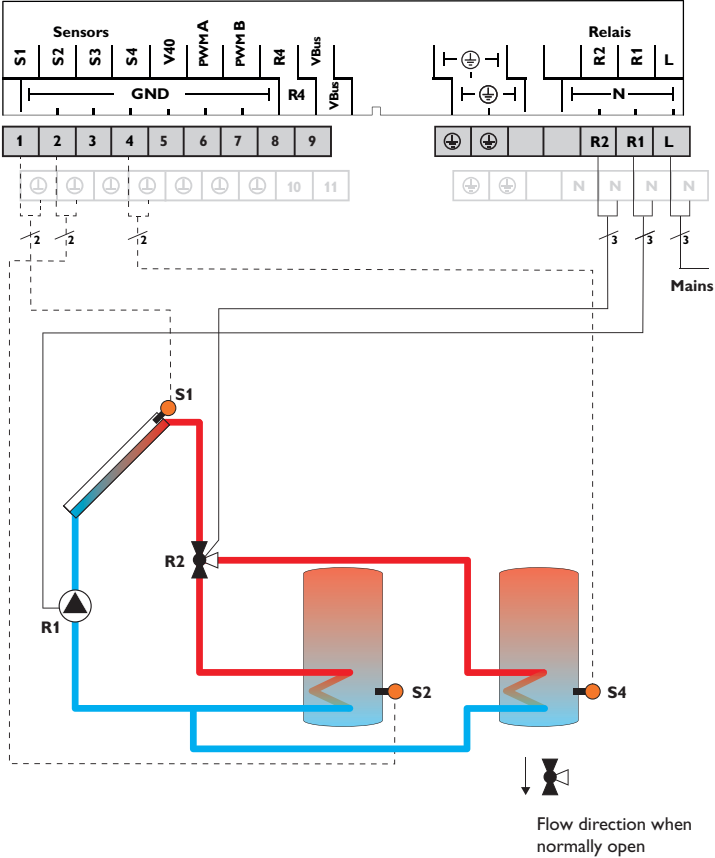 Sensors
Relais
S1 S2 S3 S4 V40 PWM A PWM B R4 VBus
R2 R1 L
GND R4 VBus
N
1 2 3 4 5 6 7 8 9
R2 R1 L
10 11
N N N N
2 2 2 3 3 3
Mains
S1
R2
R1
S2
S4
Flow direction when
normally open